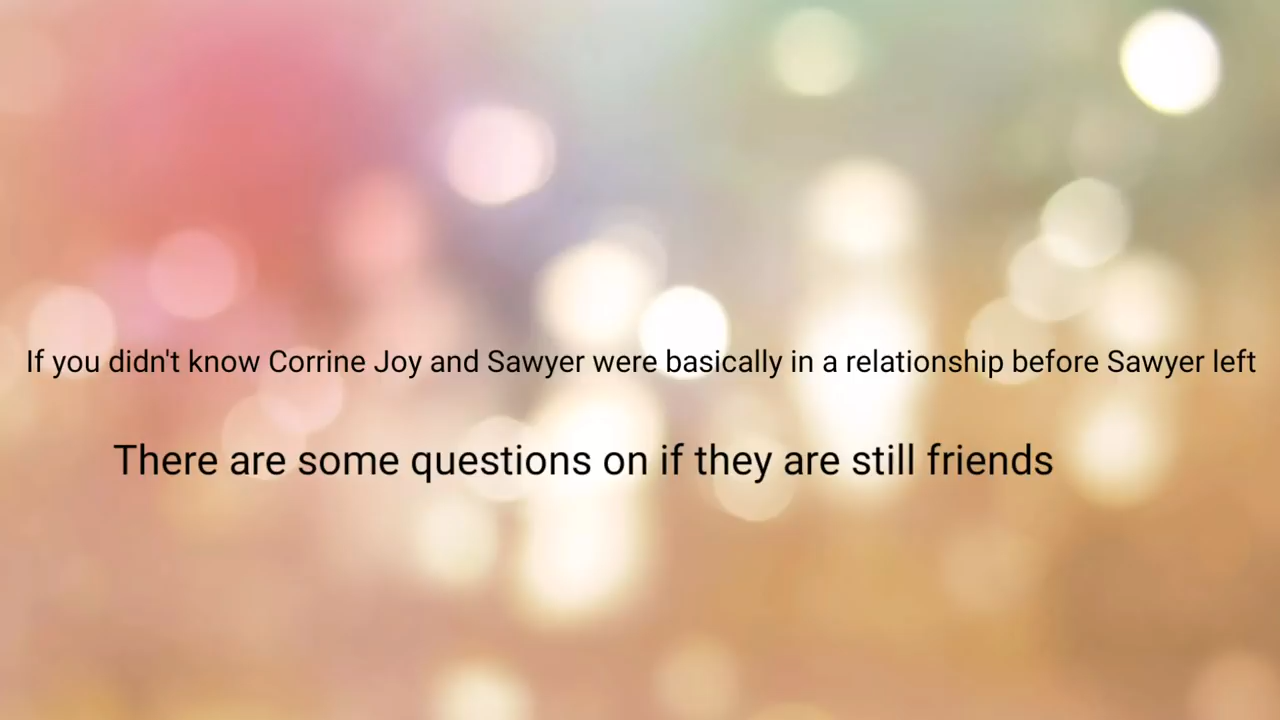 If you didn't know Corrine Joy and Sawyer were basically in a relationship before Sawyer left
There are some questions on if they are still friends